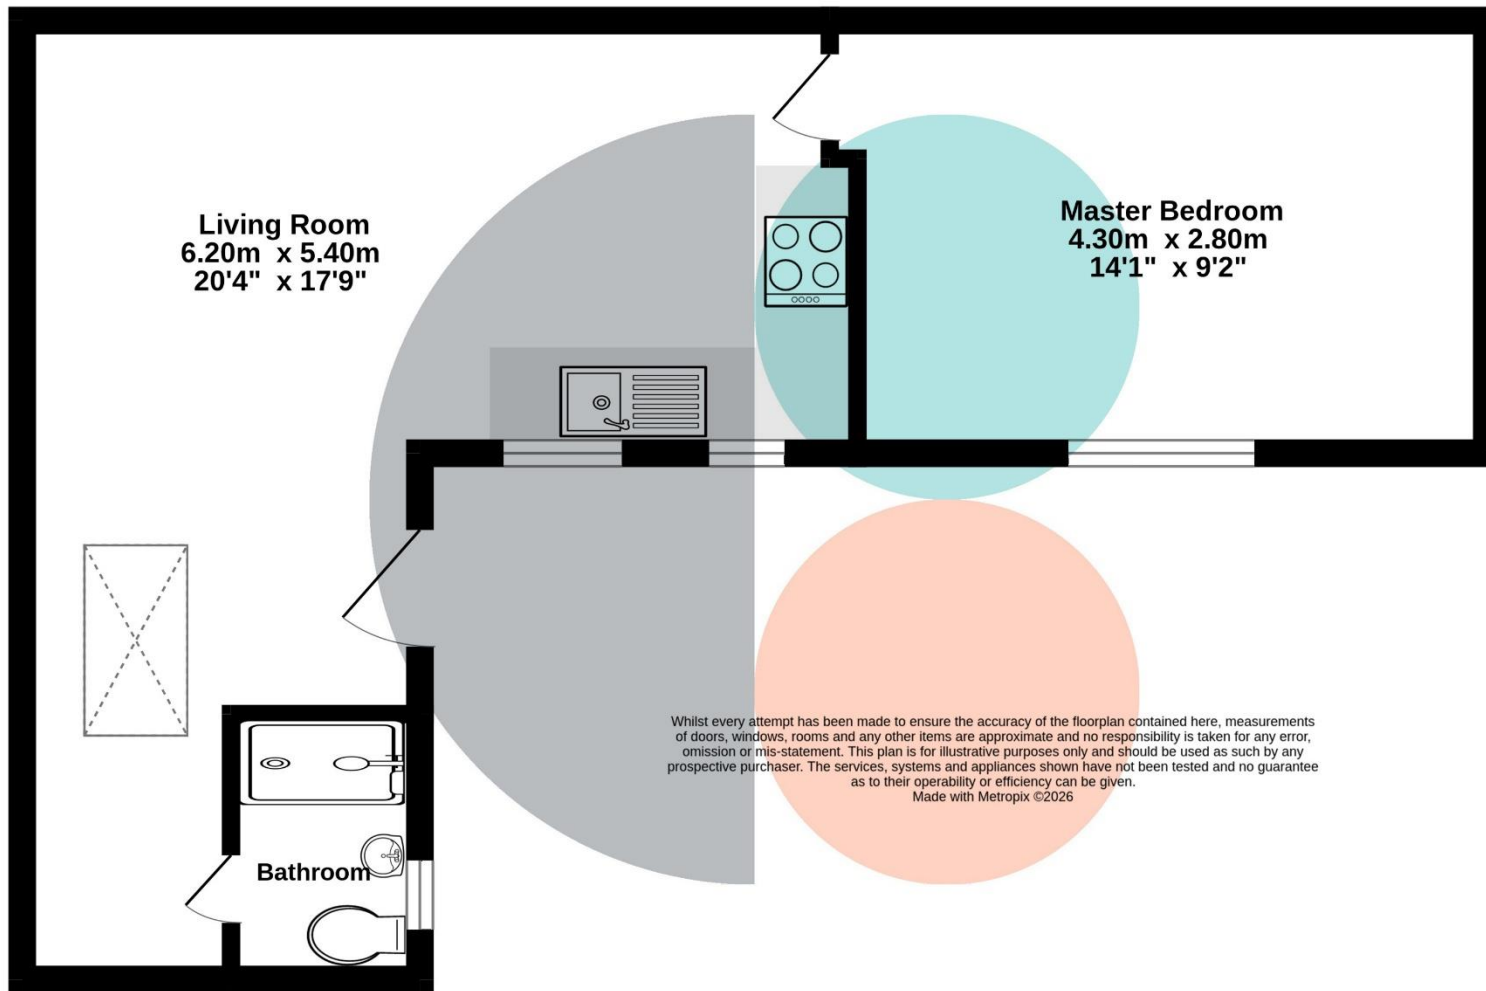 Living Room
6.20m x 5.40m
20'4" x 17'9"
Master Bedroom
4.30m x 2.80m
14'1" x 9'2"
Bathroom
Whilst every attempt has been made to ensure the accuracy of the floorplan contained here, measurements
of doors, windows, rooms and any other items are approximate and no responsibility is taken for any error,
omission or mis-statement. This plan is for illustrative purposes only and should be used as such by any
prospective purchaser. The services, systems and appliances shown have not been tested and no guarantee
as to their operability or efficiency can be given.
Made with Metropix ©2026